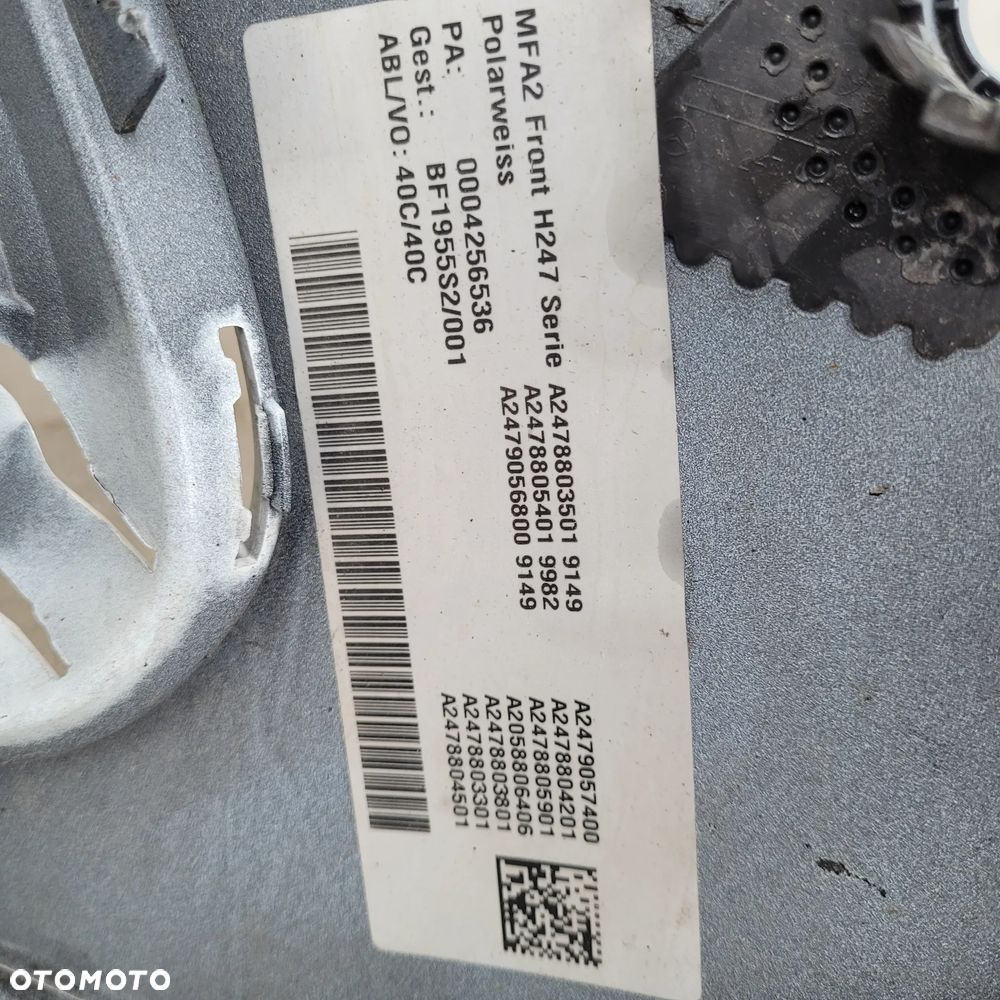 MFA2 Front H247 Serie
Polarweiss
PA: 0004256536
Gest.: BF1955S2/001
ABL/VO: 40C/40C
A2478803501 9149
A2478805401 9982
A2479056800 9149
A2479057400
A2478804201
A2478805901
A2058806406
A2478803801
A2478803301
A2478804501
OTOMOTO